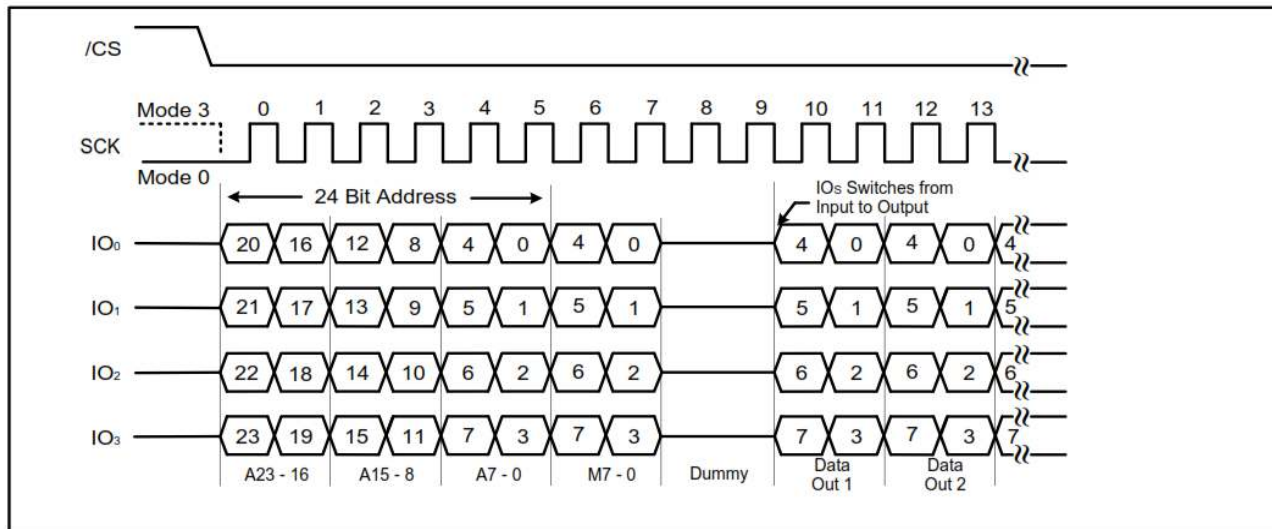 /CS
Mode 3 0 1 2 3 4 5 6 7 8 9 10 11 12 13
SCK
Mode 0
24 Bit Address
IOs Switches from
Input to Output
IO0 20 16 12 8 4 0 4 0 4 0 4 0 4
IO1 21 17 13 9 5 1 5 1 5 1 5 1 5
IO2 22 18 14 10 6 2 6 2 6 2 6 2 6
IO3 23 19 15 11 7 3 7 3 7 3 7 3 7
A23 - 16 A15 - 8 A7 - 0 M7 - 0 Dummy Data Data
Out 1 Out 2